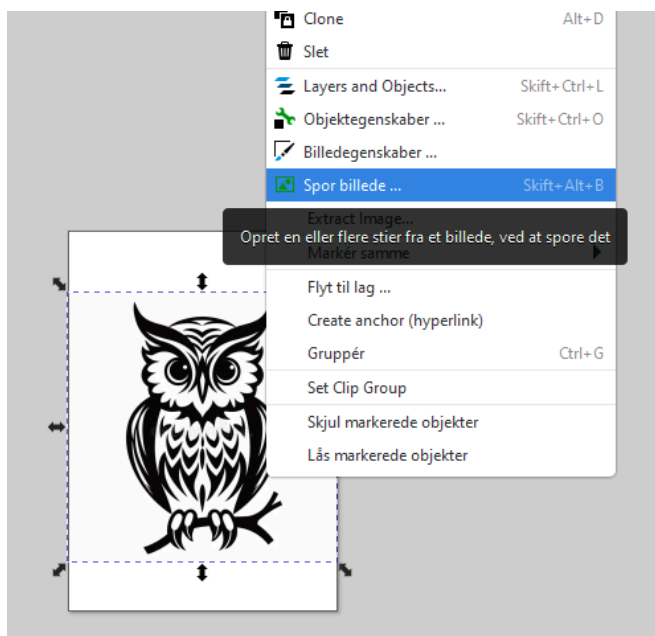 Clone Alt+D
Slet
Layers and Objects... Skift+Ctrl+L
Objektegenskaber ... Skift+Ctrl+O
Billedegenskaber ...
Spor billede ... Skift+Alt+B
Extract Image...
Opret en eller flere stier fra et billede, ved at spore det
Markér samme
Flyt til lag ...
Create anchor (hyperlink)
Gruppér Ctrl+G
Set Clip Group
Skjul markerede objekter
Lås markerede objekter